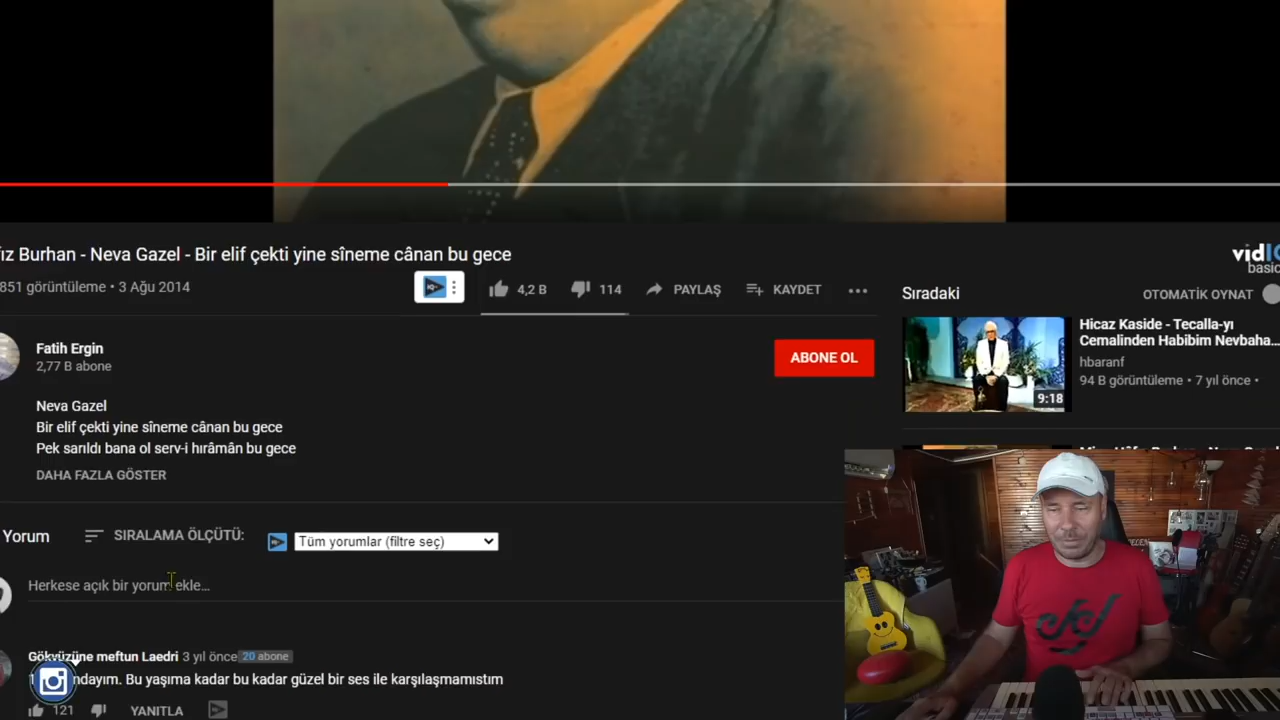 Burhan - Neva Gazel - Bir elif çekti yine sîneme cânan bu gece
851 görüntüleme • 3 Ağu 2014
4,2 B
114
PAYLAŞ
KAYDET
vidI
basic
Fatih Ergin
2,77 B abone
ABONE OL
Neva Gazel
Bir elif çekti yine sîneme cânan bu gece
Pek sarıldı bana ol serv-i hırâmân bu gece
DAHA FAZLA GÖSTER
Sıradaki
OTOMATİK OYNAT
Hicaz Kaside - Tecalla-yı
Cemalinden Habibim Nevbaha...
hbaranf
94 B görüntüleme • 7 yıl önce •
9:18
Yorum
SIRALAMA ÖLÇÜTÜ:
Tüm yorumlar (filtre seç)
Herkese açık bir yorum ekle...
Gökyüzüne meftun Laedri 3 yıl önce 20 abone
Bu yaşıma kadar bu kadar güzel bir ses ile karşılaşmamıstım
121
YANITLA